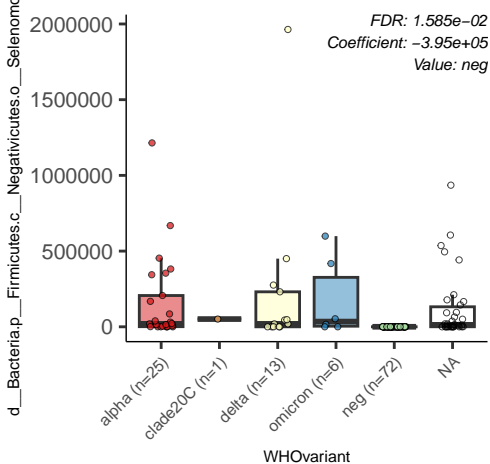 FDR: 1.585e−02
Coefficient: −3.95e+05
Value: neg
d__Bacteria.p__Firmicutes.c__Negativicutes.o__Selenomo
2000000
1500000
1000000
500000
0
alpha (n=25)
clade20C (n=1)
delta (n=13)
omicron (n=6)
neg (n=72)
NA
WHOvariant